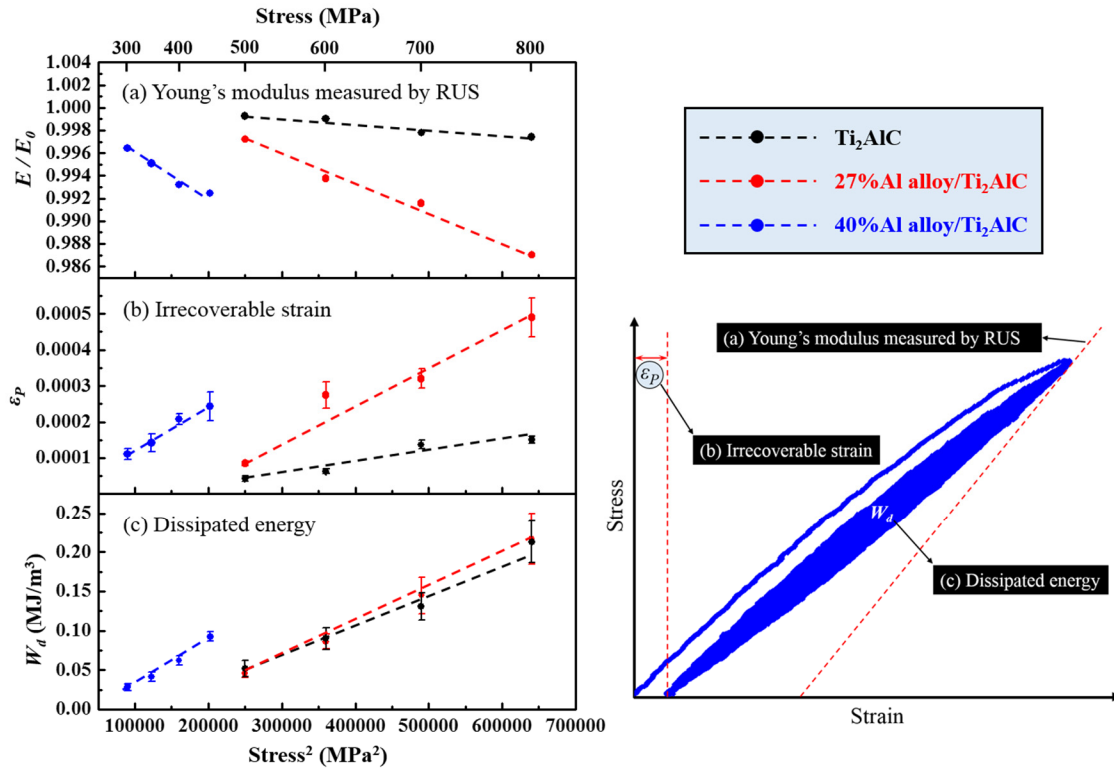 Stress (MPa)
300 400 500 600 700 800
1.004
1.002
1.000
0.998
0.996
0.994
0.992
0.990
0.988
0.986
E / E0
(a) Young's modulus measured by RUS
0.0005
0.0004
0.0003
0.0002
0.0001
εP
(b) Irrecoverable strain
0.25
0.20
0.15
0.10
0.05
0.00
Wd (MJ/m³)
(c) Dissipated energy
100000 200000 300000 400000 500000 600000 700000
Stress² (MPa²)
Ti₂AlC
27%Al alloy/Ti₂AlC
40%Al alloy/Ti₂AlC
(a) Young's modulus measured by RUS
εP
(b) Irrecoverable strain
Wd
(c) Dissipated energy
Stress
Strain